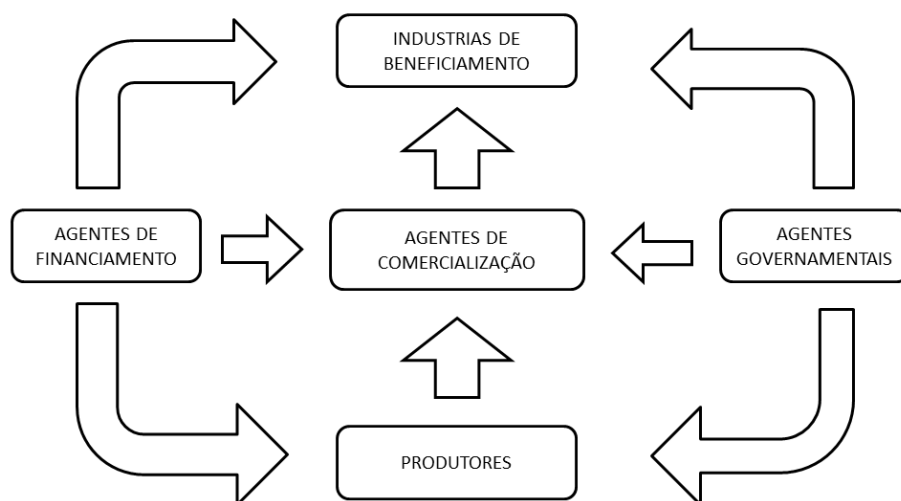 INDUSTRIAS DE
BENEFICIAMENTO
AGENTES DE
FINANCIAMENTO
AGENTES DE
COMERCIALIZAÇÃO
AGENTES
GOVERNAMENTAIS
PRODUTORES